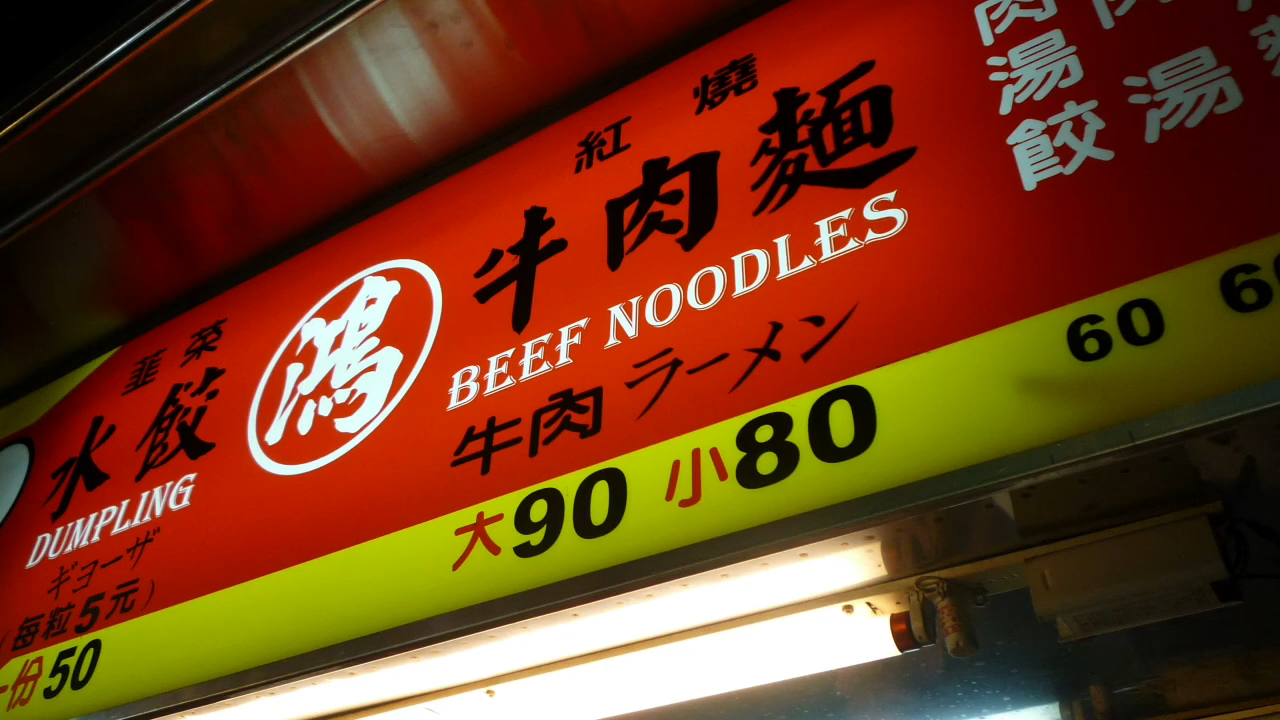 韮菜
水餃
DUMPLING
ギョーザ
(每粒5元)
一份50
鴻
紅燒
牛肉麵
BEEF NOODLES
牛肉ラーメン
大90 小80
肉湯餃
湯
60
60